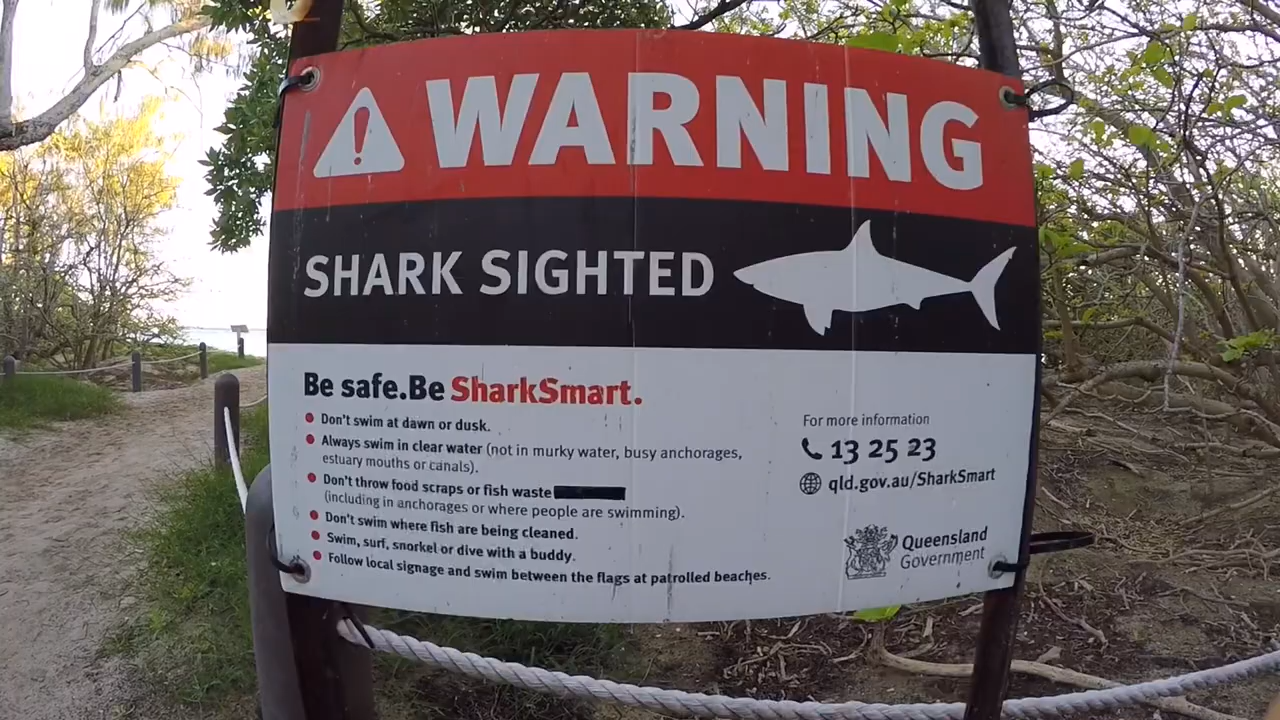 WARNING
SHARK SIGHTED
Be safe.Be SharkSmart.
Don't swim at dawn or dusk.
Always swim in clear water (not in murky water, busy anchorages,
estuary mouths or canals).
Don't throw food scraps or fish waste
(including in anchorages or where people are swimming).
Don't swim where fish are being cleaned.
Swim, surf, snorkel or dive with a buddy.
Follow local signage and swim between the flags at patrolled beaches.
For more information
13 25 23
qld.gov.au/SharkSmart
Queensland
Government